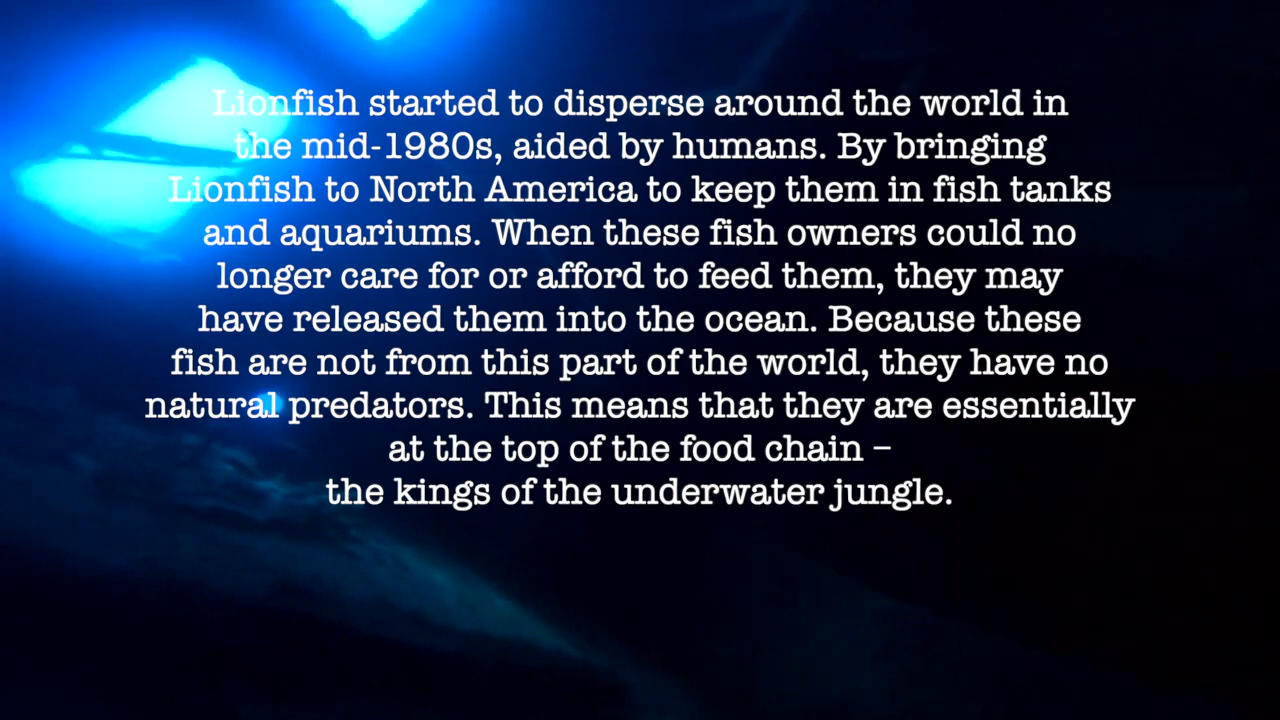 Lionfish started to disperse around the world in
the mid-1980s, aided by humans. By bringing
Lionfish to North America to keep them in fish tanks
and aquariums. When these fish owners could no
longer care for or afford to feed them, they may
have released them into the ocean. Because these
fish are not from this part of the world, they have no
natural predators. This means that they are essentially
at the top of the food chain –
the kings of the underwater jungle.